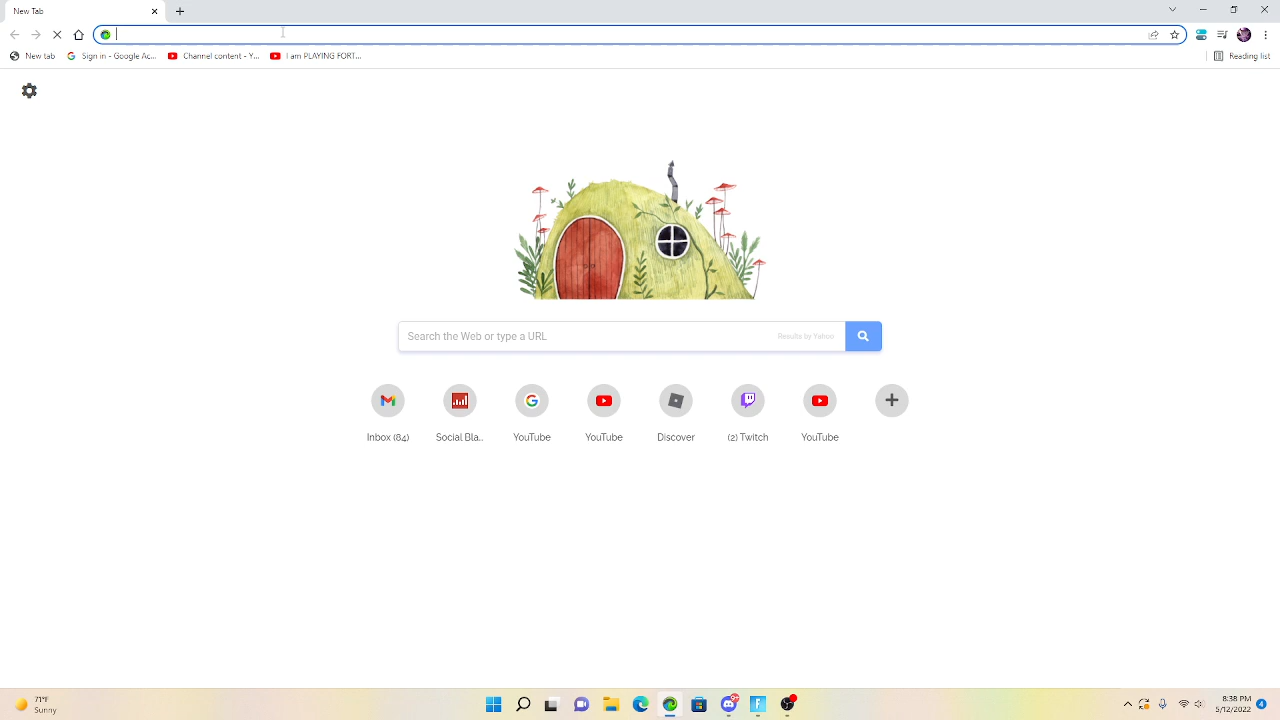 New Tab
New tab
Sign in - Google Ac...
Channel content - Y...
I am PLAYING FORT...
Reading list
Search the Web or type a URL
Results by Yahoo
Inbox (84)
Social Bla...
YouTube
YouTube
Discover
(2) Twitch
YouTube
71°F
Sunny
9+
8:38 PM
5/12/2022
4